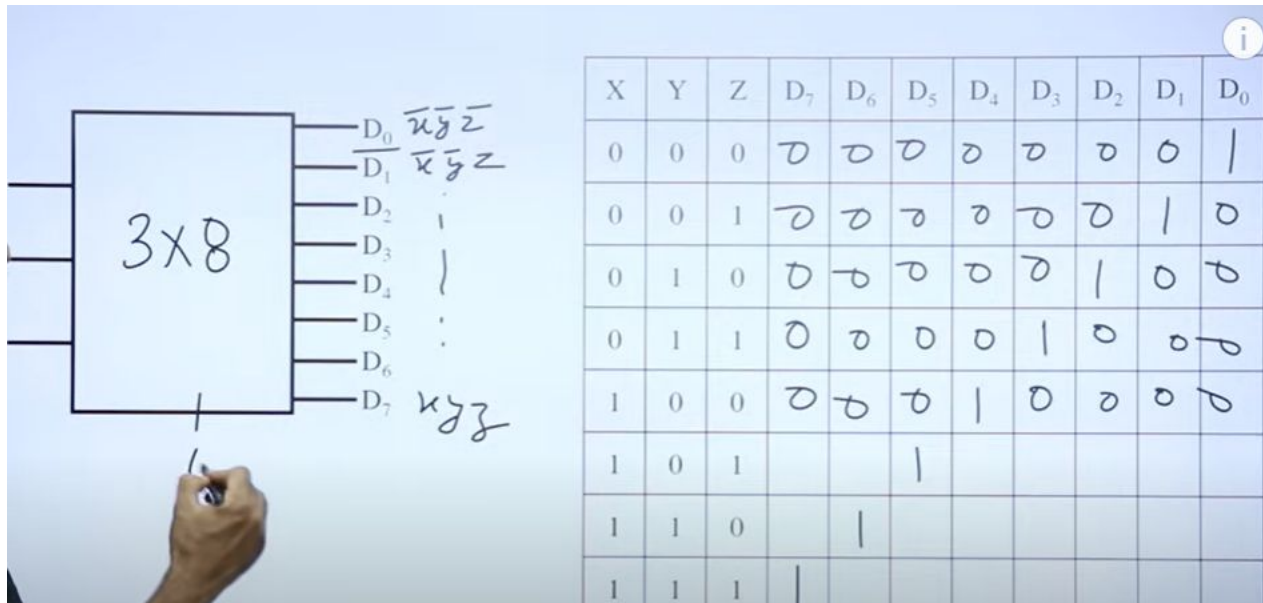 3x8
D₀ x̅ y̅ z̅
D₁ x̅ y̅ z
D₂
D₃
D₄
D₅
D₆
D₇ x y z
X Y Z D₇ D₆ D₅ D₄ D₃ D₂ D₁ D₀
0 0 0 0 0 0 0 0 0 0 1
0 0 1 0 0 0 0 0 0 1 0
0 1 0 0 0 0 0 0 1 0 0
0 1 1 0 0 0 0 1 0 0 0
1 0 0 0 0 0 1 0 0 0 0
1 0 1 1
1 1 0 1
1 1 1 1
i